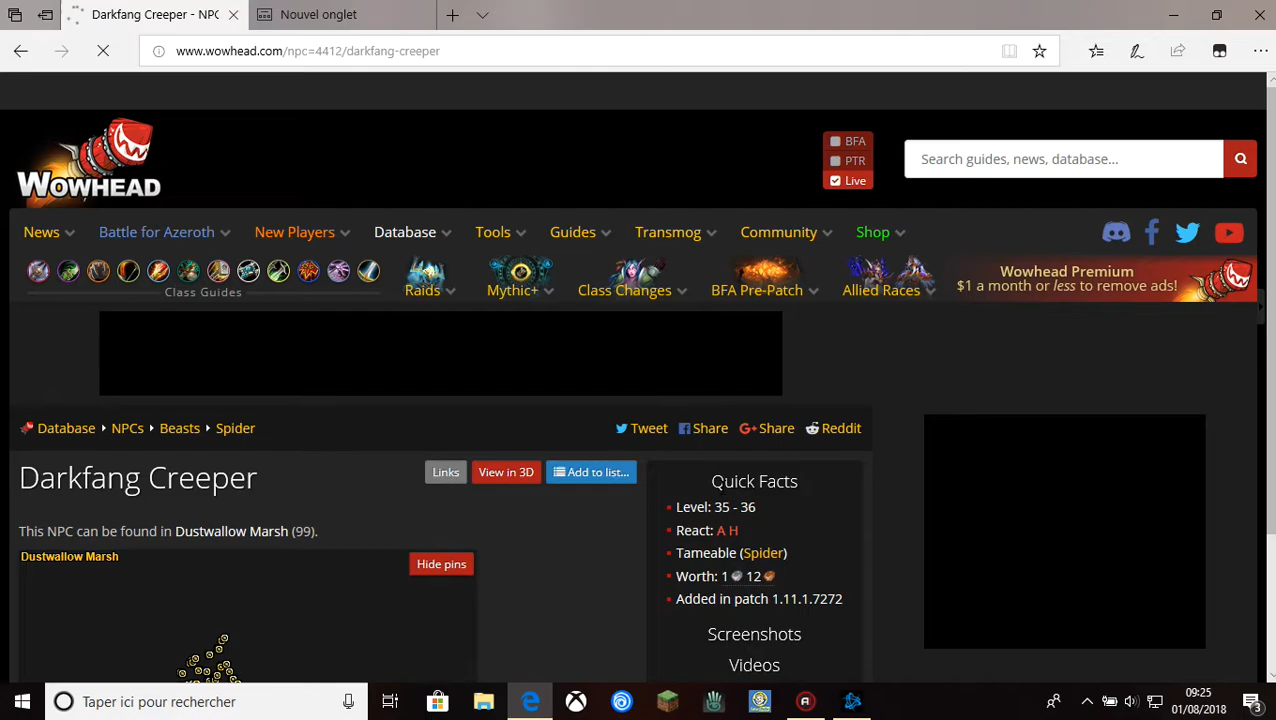 Darkfang Creeper - NPC
Nouvel onglet
www.wowhead.com/npc=4412/darkfang-creeper
WOWHEAD
BFA
PTR
Live
Search guides, news, database...
News
Battle for Azeroth
New Players
Database
Tools
Guides
Transmog
Community
Shop
Class Guides
Raids
Mythic+
Class Changes
BFA Pre-Patch
Allied Races
Wowhead Premium
$1 a month or less to remove ads!
Database
NPCs
Beasts
Spider
Tweet
Share
Share
Reddit
Darkfang Creeper
Links
View in 3D
Add to list...
This NPC can be found in Dustwallow Marsh (99).
Dustwallow Marsh
Hide pins
Quick Facts
Level: 35 - 36
React: A H
Tameable (Spider)
Worth: 1 12
Added in patch 1.11.1.7272
Screenshots
Videos
Taper ici pour rechercher
09:25
01/08/2018
3